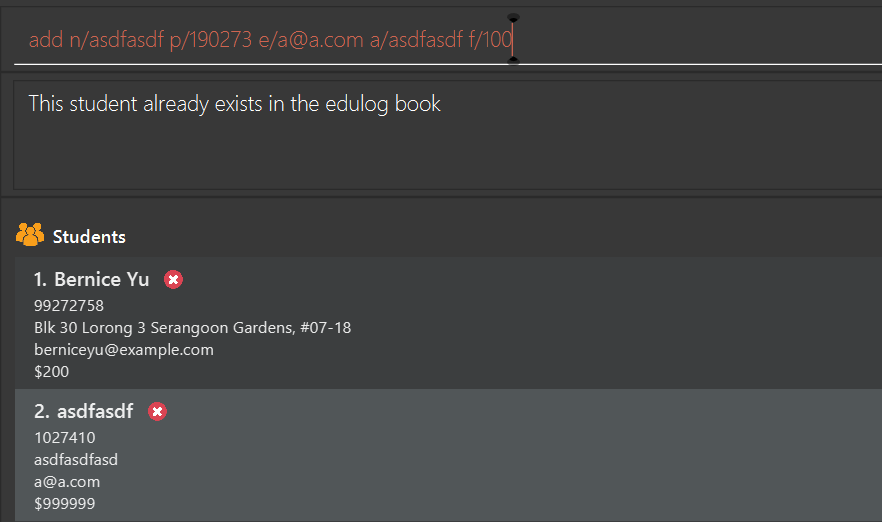 add n/asdfasdf p/190273 e/a@a.com a/asdfasdf f/100
This student already exists in the edulog book
Students
1. Bernice Yu
99272758
Blk 30 Lorong 3 Serangoon Gardens, #07-18
berniceyu@example.com
$200
2. asdfasdf
1027410
asdfasdfasd
a@a.com
$999999